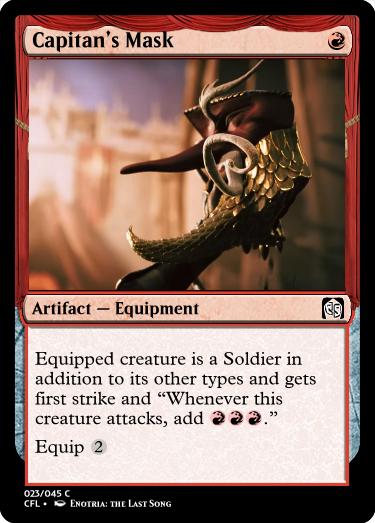 Capitan's Mask
Artifact — Equipment
Equipped creature is a Soldier in
addition to its other types and gets
first strike and “Whenever this
creature attacks, add .”
Equip 2
023/045 C
CFL • Enotria: the Last Song